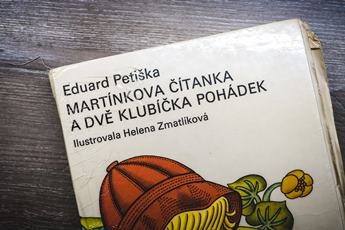 Eduard Petiška
MARTÍNKOVA ČÍTANKA
A DVĚ KLUBÍČKA POHÁDEK
Ilustrovala Helena Zmatlíková